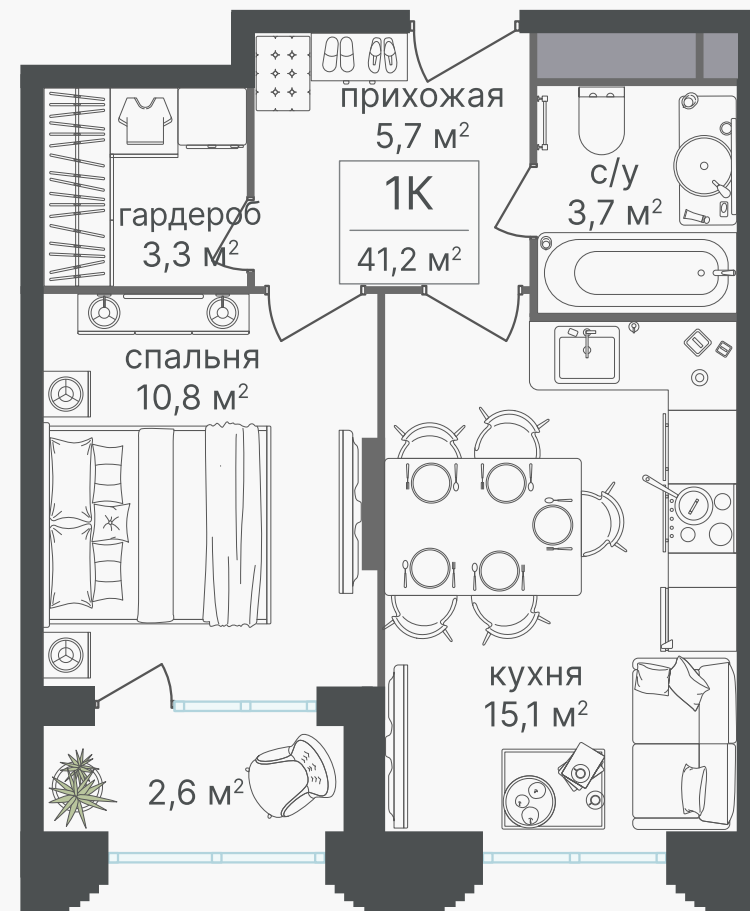 прихожая
5,7 м²
1К
41,2 м²
с/у
3,7 м²
гардероб
3,3 м²
спальня
10,8 м²
кухня
15,1 м²
2,6 м²